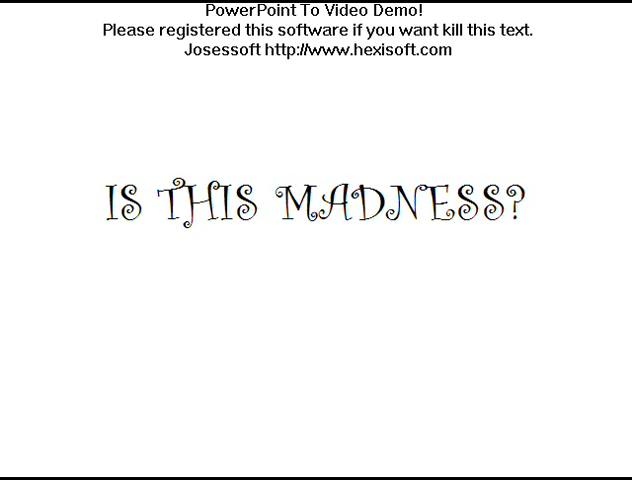 PowerPoint To Video Demo!
Please registered this software if you want kill this text.
Josessoft http://www.hexisoft.com
IS THIS MADNESS?